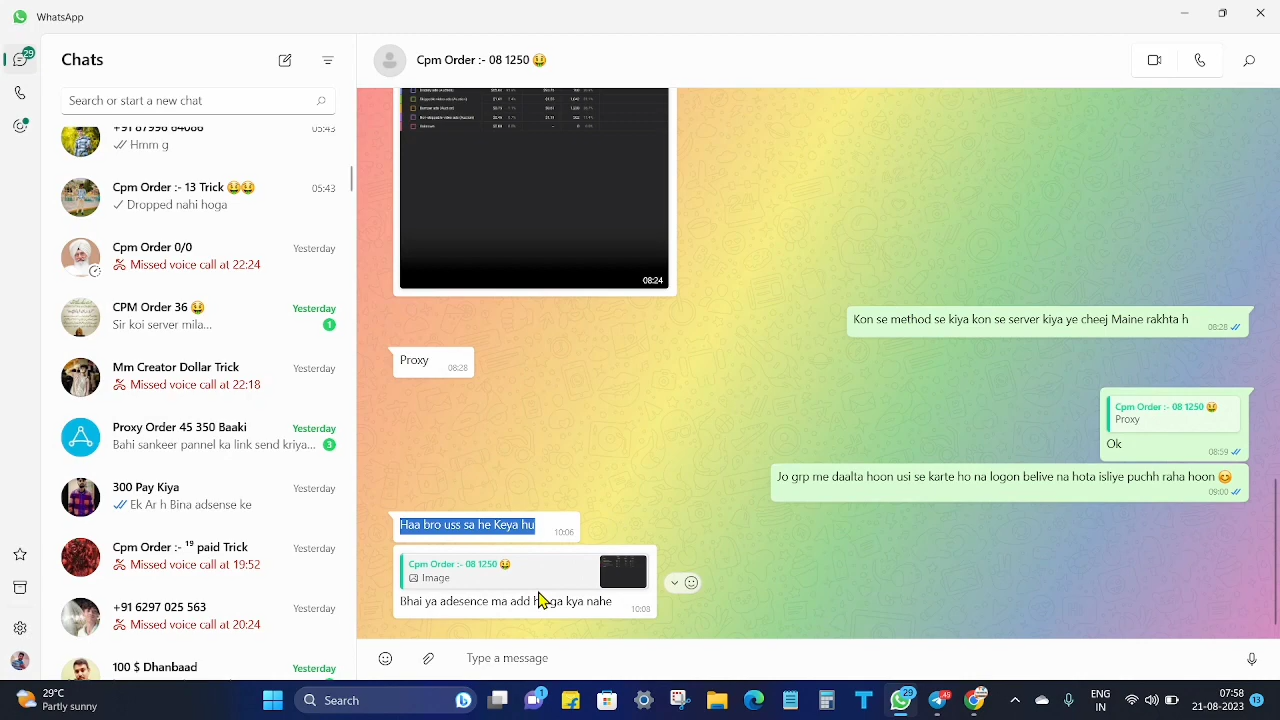 WhatsApp
29
Chats
Search or start a new chat
05:43
Hmm g
Cpm Order :- 13 Trick 🤑🤑
05:43
Dropped nahi hoga
Cpm Order 0/0
Yesterday
Missed voice call at 22:24
CPM Order 36 🤑
Yesterday
Sir koi server mila...
1
Mm Creator Dollar Trick
Yesterday
Missed voice call at 22:18
Proxy Order 45 350 Baaki
Yesterday
Bahi sankeer pannel ka link send kriya...
3
300 Pay Kiya
Yesterday
Ek Ar h Bina adsense ke
Cpm Order :- ¹⁹ paid Trick
Yesterday
Missed voice call at 19:52
+91 6297 025 563
Yesterday
Missed voice call at 20:24
100 $ Dhanbaad
Yesterday
Cpm Order :- 08 1250 🤑
08:24
Kon se method se kiya kon se server kiya ye cheej Maine rakhta h
08:28
Proxy
08:28
Cpm Order :- 08 1250 🤑
Proxy
Ok
08:59
Jo grp me daalta hoon usi se karte ho na logon belive na hota isliye puchh raha hoon 🙂
09:00
Haa bro uss sa he Keya hu
10:06
Cpm Order :- 08 1250 🤑
Image
Bhai ya adesence ma add hoga kya nahe
10:08
Type a message
29°C
Partly sunny
Search
1
29
45
ENG
IN
21-08-2023
13